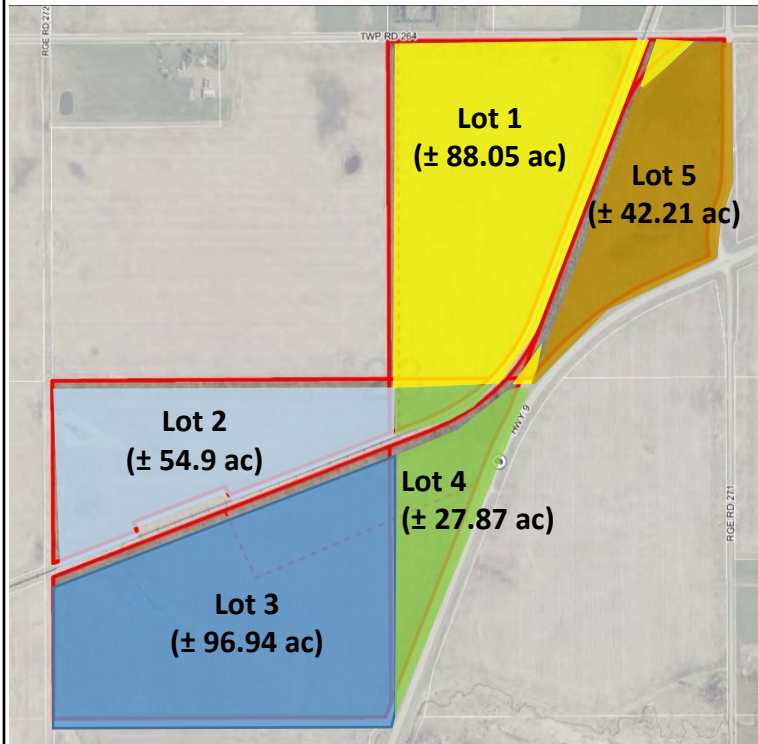 RGE RD 272
TWP RD 264
Lot 1
(± 88.05 ac)
Lot 5
(± 42.21 ac)
Lot 2
(± 54.9 ac)
HWY 9
9
Lot 4
(± 27.87 ac)
RGE RD 271
Lot 3
(± 96.94 ac)